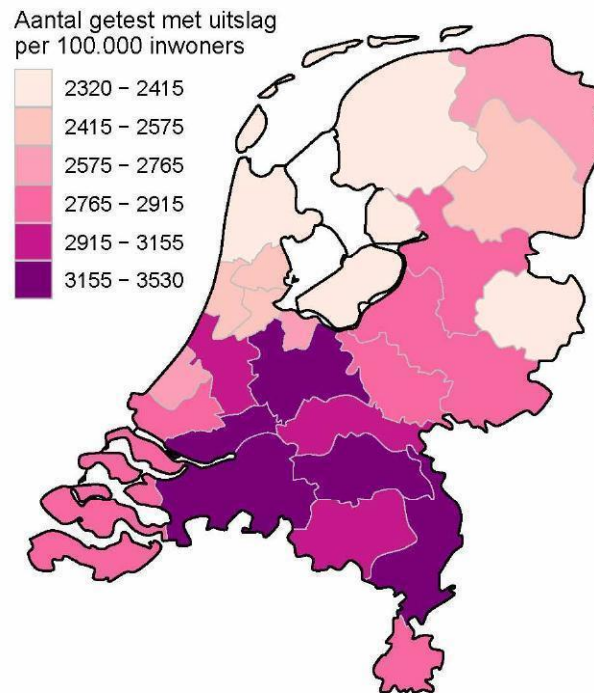 Aantal getest met uitslag
per 100.000 inwoners
2320 − 2415
2415 − 2575
2575 − 2765
2765 − 2915
2915 − 3155
3155 − 3530